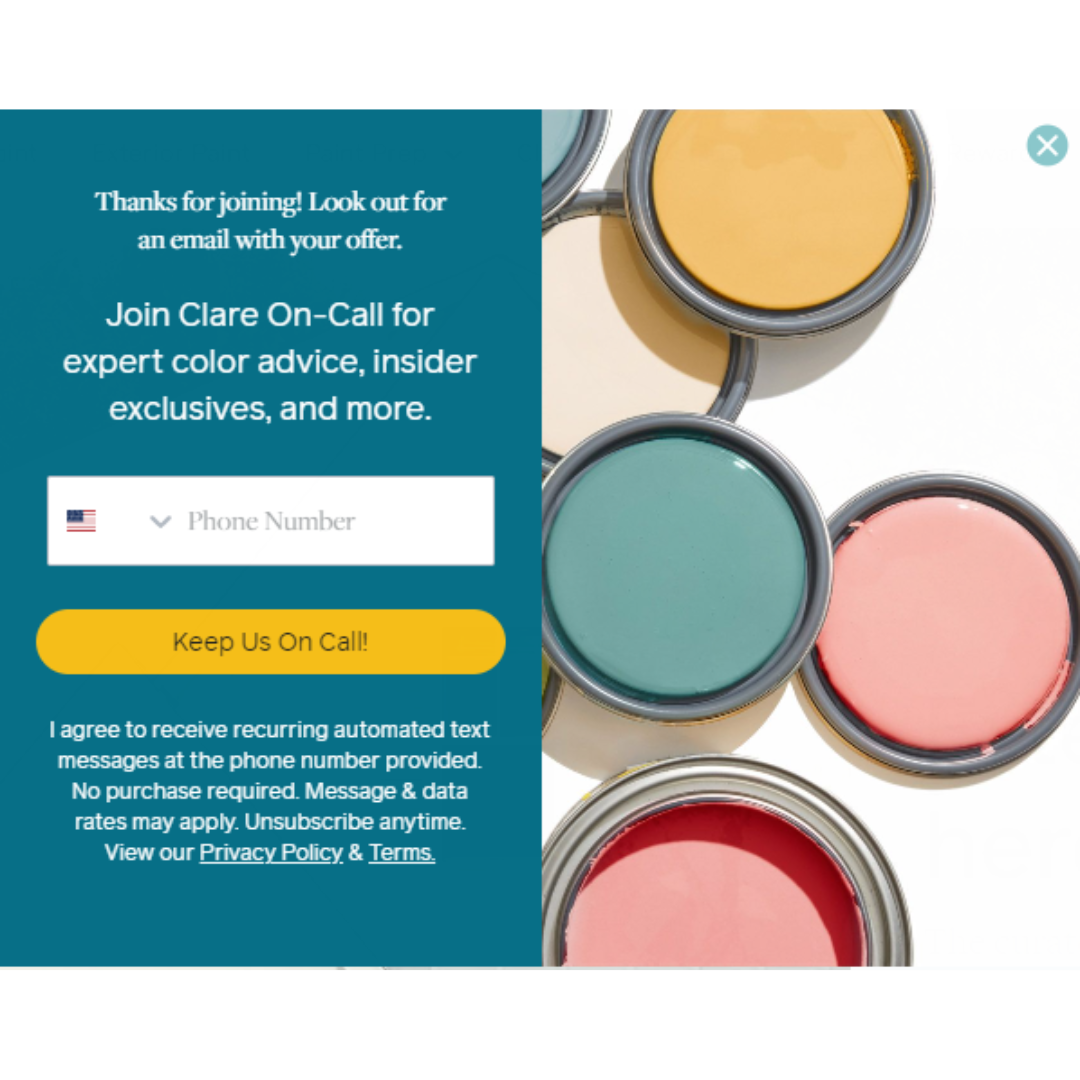 Thanks for joining! Look out for
an email with your offer.
Join Clare On-Call for
expert color advice, insider
exclusives, and more.
Phone Number
Keep Us On Call!
I agree to receive recurring automated text
messages at the phone number provided.
No purchase required. Message & data
rates may apply. Unsubscribe anytime.
View our Privacy Policy & Terms.